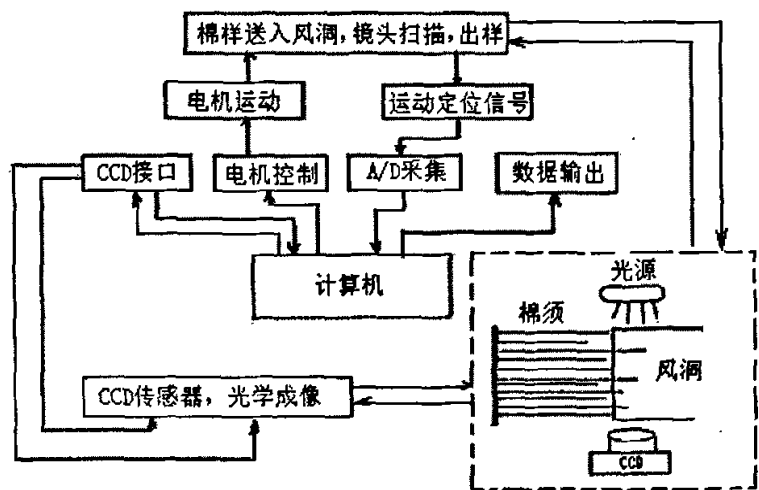 棉样送入风洞,镜头扫描,出样
电机运动
运动定位信号
CCD接口
电机控制
A/D采集
数据输出
计算机
光源
棉须
风洞
CCD传感器，光学成像
CCD